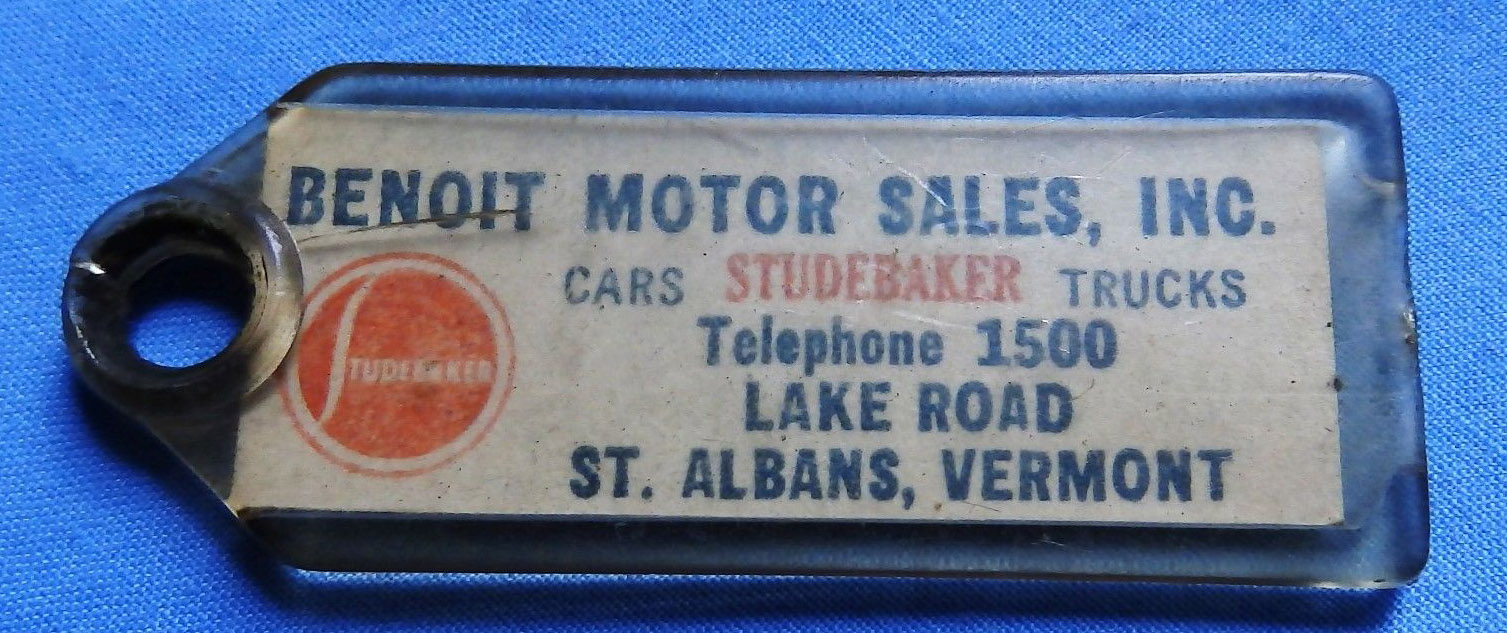 BENOIT MOTOR SALES, INC.
CARS STUDEBAKER TRUCKS
Telephone 1500
LAKE ROAD
ST. ALBANS, VERMONT
STUDEBAKER